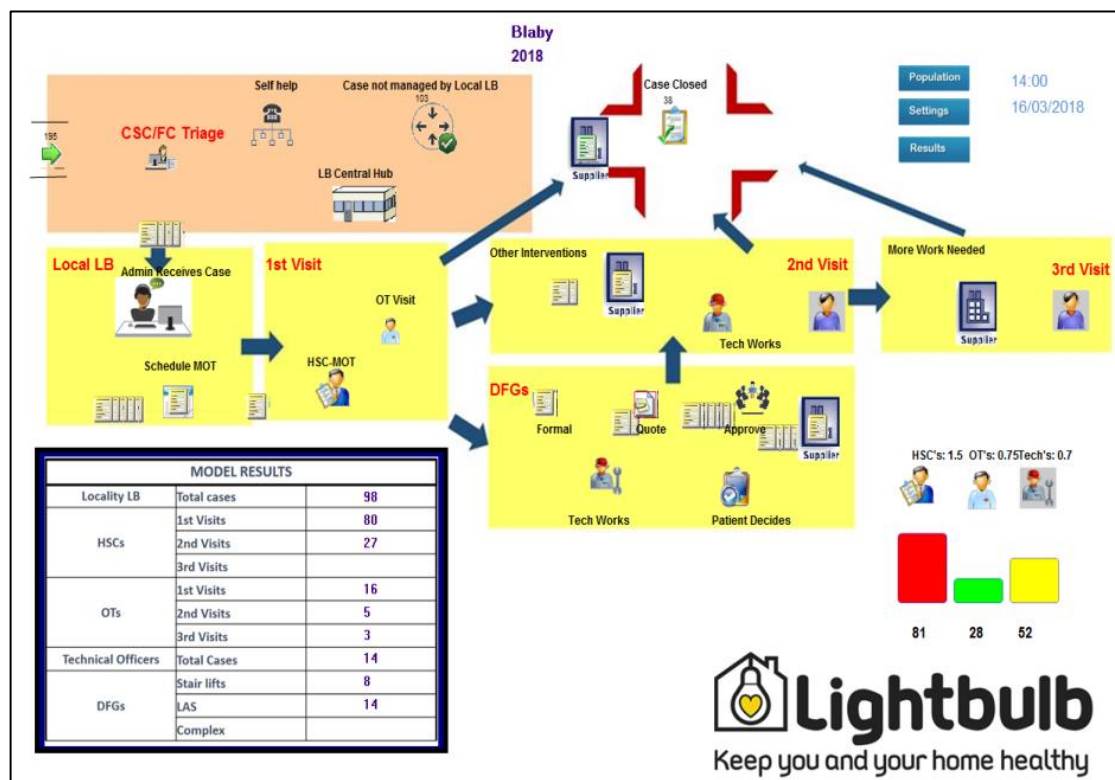 Blaby
2018
Self help
Case not managed by Local LB
103
Case Closed
38
Population
14:00
Settings
16/03/2018
Results
195
CSC/FC Triage
LB Central Hub
Supplier
Local LB
Admin Receives Case
Schedule MOT
1st Visit
OT Visit
HSC-MOT
Other Interventions
2nd Visit
Supplier
Tech Works
More Work Needed
3rd Visit
Supplier
DFGs
Formal
Quote
Approve
Supplier
Tech Works
Patient Decides
HSC's: 1.5 OT's: 0.75Tech's: 0.7
81 28 52
MODEL RESULTS
Locality LB Total cases 98
HSCs
1st Visits 80
2nd Visits 27
3rd Visits
OTs
1st Visits 16
2nd Visits 5
3rd Visits 3
Technical Officers Total Cases 14
DFGs
Stair lifts 8
LAS 14
Complex
Lightbulb
Keep you and your home healthy